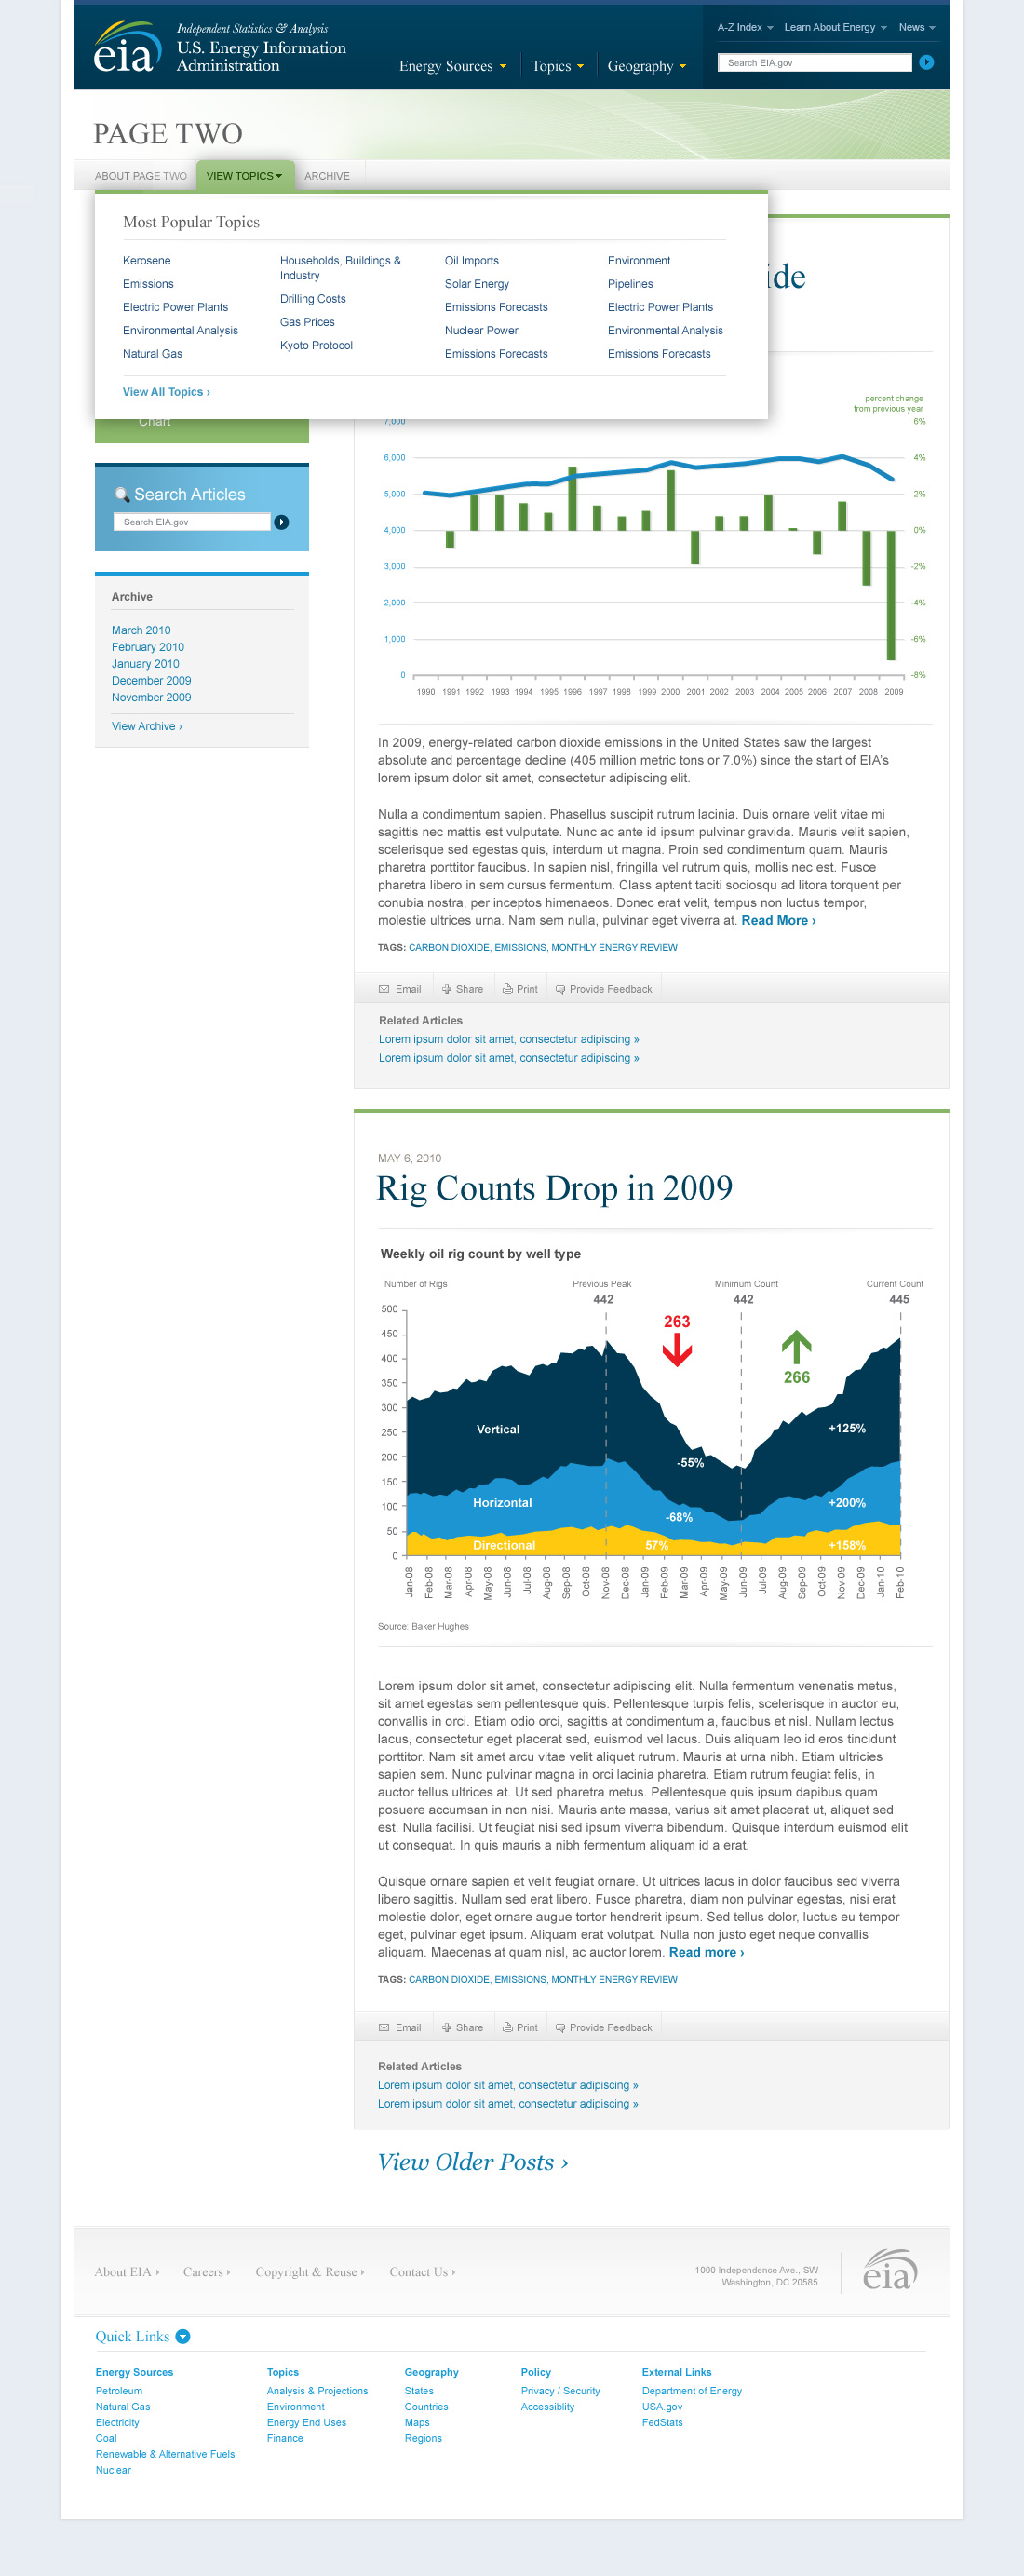 eia
Independent Statistics & Analysis
U.S. Energy Information
Administration
Energy Sources
Topics
Geography
A-Z Index
Learn About Energy
News
Search EIA.gov
PAGE TWO
ABOUT PAGE TWO
VIEW TOPICS
ARCHIVE
Most Popular Topics
Kerosene
Emissions
Electric Power Plants
Environmental Analysis
Natural Gas
Households, Buildings &
Industry
Drilling Costs
Gas Prices
Kyoto Protocol
Oil Imports
Solar Energy
Emissions Forecasts
Nuclear Power
Emissions Forecasts
Environment
Pipelines
Electric Power Plants
Environmental Analysis
Emissions Forecasts
View All Topics ›
Chart
Search Articles
Search EIA.gov
Archive
March 2010
February 2010
January 2010
December 2009
November 2009
View Archive ›
ide
percent change
from previous year
7,000
6,000
5,000
4,000
3,000
2,000
1,000
0
6%
4%
2%
0%
-2%
-4%
-6%
-8%
1990 1991 1992 1993 1994 1995 1996 1997 1998 1999 2000 2001 2002 2003 2004 2005 2006 2007 2008 2009
In 2009, energy-related carbon dioxide emissions in the United States saw the largest
absolute and percentage decline (405 million metric tons or 7.0%) since the start of EIA's
lorem ipsum dolor sit amet, consectetur adipiscing elit.
Nulla a condimentum sapien. Phasellus suscipit rutrum lacinia. Duis ornare velit vitae mi
sagittis nec mattis est vulputate. Nunc ac ante id ipsum pulvinar gravida. Mauris velit sapien,
scelerisque sed egestas quis, interdum ut magna. Proin sed condimentum quam. Mauris
pharetra porttitor faucibus. In sapien nisl, fringilla vel rutrum quis, mollis nec est. Fusce
pharetra libero in sem cursus fermentum. Class aptent taciti sociosqu ad litora torquent per
conubia nostra, per inceptos himenaeos. Donec erat velit, tempus non luctus tempor,
molestie ultrices urna. Nam sem nulla, pulvinar eget viverra at. Read More ›
TAGS: CARBON DIOXIDE, EMISSIONS, MONTHLY ENERGY REVIEW
Email
Share
Print
Provide Feedback
Related Articles
Lorem ipsum dolor sit amet, consectetur adipiscing »
Lorem ipsum dolor sit amet, consectetur adipiscing »
MAY 6, 2010
Rig Counts Drop in 2009
Weekly oil rig count by well type
Number of Rigs
Previous Peak
442
Minimum Count
442
Current Count
445
500
450
400
350
300
250
200
150
100
50
0
263
266
Vertical
-55%
+125%
Horizontal
-68%
+200%
Directional
57%
+158%
Jan-08 Feb-08 Mar-08 Apr-08 May-08 Jun-08 Jul-08 Aug-08 Sep-08 Oct-08 Nov-08 Dec-08 Jan-09 Feb-09 Mar-09 Apr-09 May-09 Jun-09 Jul-09 Aug-09 Sep-09 Oct-09 Nov-09 Dec-09 Jan-10 Feb-10
Source: Baker Hughes
Lorem ipsum dolor sit amet, consectetur adipiscing elit. Nulla fermentum venenatis metus,
sit amet egestas sem pellentesque quis. Pellentesque turpis felis, scelerisque in auctor eu,
convallis in orci. Etiam odio orci, sagittis at condimentum a, faucibus et nisl. Nullam lectus
lacus, consectetur eget placerat sed, euismod vel lacus. Duis aliquam leo id eros tincidunt
porttitor. Nam sit amet arcu vitae velit aliquet rutrum. Mauris at urna nibh. Etiam ultricies
sapien sem. Nunc pulvinar magna in orci lacinia pharetra. Etiam rutrum feugiat felis, in
auctor tellus ultrices at. Ut sed pharetra metus. Pellentesque quis ipsum dapibus quam
posuere accumsan in non nisi. Mauris ante massa, varius sit amet placerat ut, aliquet sed
est. Nulla facilisi. Ut feugiat nisi sed ipsum viverra bibendum. Quisque interdum euismod elit
ut consequat. In quis mauris a nibh fermentum aliquam id a erat.
Quisque ornare sapien et velit feugiat ornare. Ut ultrices lacus in dolor faucibus sed viverra
libero sagittis. Nullam sed erat libero. Fusce pharetra, diam non pulvinar egestas, nisi erat
molestie dolor, eget ornare augue tortor hendrerit ipsum. Sed tellus dolor, luctus eu tempor
eget, pulvinar eget ipsum. Aliquam erat volutpat. Nulla non justo eget neque convallis
aliquam. Maecenas at quam nisl, ac auctor lorem. Read more ›
TAGS: CARBON DIOXIDE, EMISSIONS, MONTHLY ENERGY REVIEW
Email
Share
Print
Provide Feedback
Related Articles
Lorem ipsum dolor sit amet, consectetur adipiscing »
Lorem ipsum dolor sit amet, consectetur adipiscing »
View Older Posts ›
About EIA
Careers
Copyright & Reuse
Contact Us
1000 Independence Ave., SW
Washington, DC 20585
eia
Quick Links
Energy Sources
Petroleum
Natural Gas
Electricity
Coal
Renewable & Alternative Fuels
Nuclear
Topics
Analysis & Projections
Environment
Energy End Uses
Finance
Geography
States
Countries
Maps
Regions
Policy
Privacy / Security
Accessiblity
External Links
Department of Energy
USA.gov
FedStats